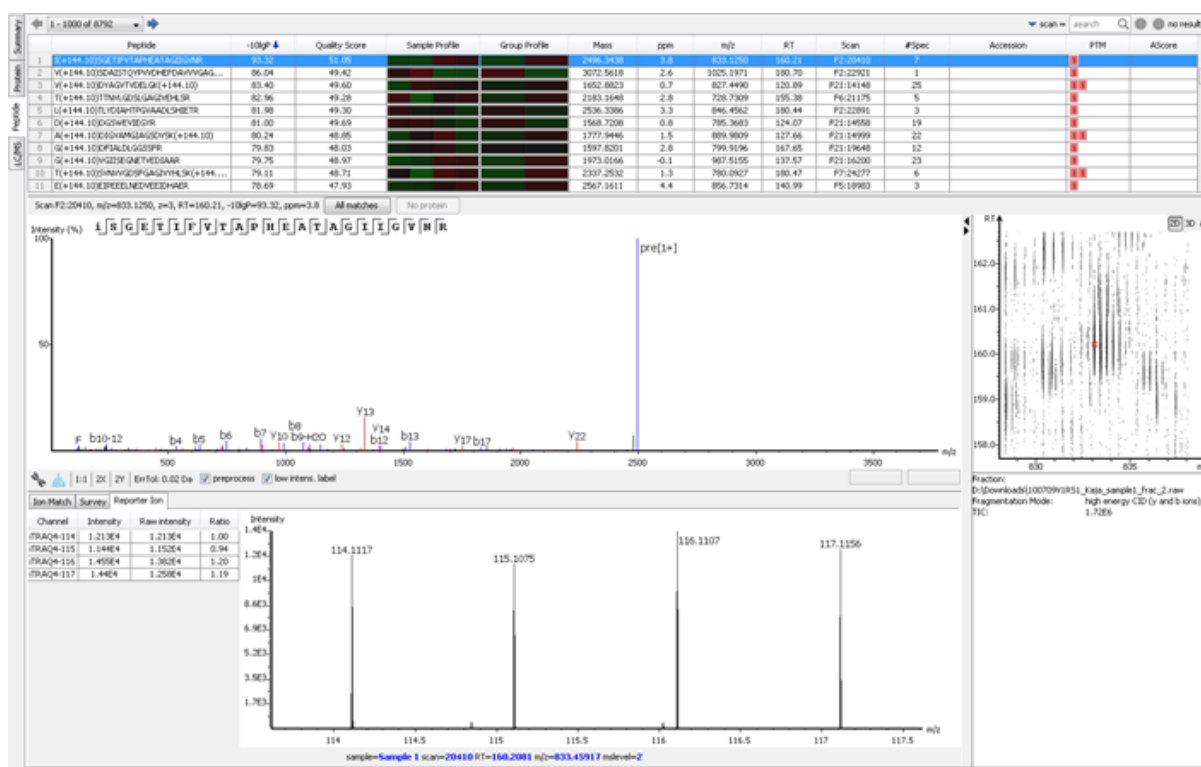 Summary
Protein
Peptide
LC/MS
1 - 1000 of 8792
scan = search no result
Peptide -10lgP Quality Score Sample Profile Group Profile Mass ppm m/z RT Scan #Spec Accession PTM AScore
1 I(+144.10)SGETIFVTAPHEATAGIIGVNR 93.32 51.05 2496.3438 3.8 833.1250 160.21 F2:20410 7
2 86.04 49.42 3072.5618 2.6 1025.1971 180.70 F2:22921 1
3 V(+144.10)DYAGVTVDELGK(+144.10) 83.40 49.60 1652.8823 0.7 827.4490 120.89 F21:14148 25
4 82.96 49.28 2183.1648 2.8 728.7309 155.38 F6:21175 5
5 L(+144.10)TLYDIAHTPGVAADLSHIETR 81.98 49.30 2536.3386 3.3 846.4562 180.44 F2:22891 3
6 D(+144.10)GSWEVIEGYR 81.00 49.69 1568.7208 0.8 785.3683 124.07 F21:14558 19
7 80.24 48.85 1777.9446 1.5 889.9809 127.66 F21:14999 22
8 G(+144.10)DFIALDLGGSSFR 79.83 48.03 1597.8201 2.8 799.9196 167.65 F21:19648 12
9 G(+144.10)VGIISEGNETVEDIAAR 79.75 48.97 1973.0166 -0.1 987.5155 137.57 F21:16200 23
10 79.11 48.71 2337.2532 1.3 780.0927 180.47 F7:24277 6
11 E(+144.10)EIPEEELNEDVEEIDHAER 78.69 47.93 2567.1611 4.4 856.7314 140.99 F5:18983 3
Scan F2:20410, m/z=833.1250, z=3, RT=160.21, -10lgP=93.32, ppm=3.8 All matches No protein
Intensity (%) i S G E T I F V T A P H E A T A G I I G V N R
100
50
pre[1+]
F b10-12 b4 b5 b6 b7 y10 b8 b9-H2O y12 y13 y14 b12 b13 y17 b17 y22
500 1000 1500 2000 2500 3000 3500 m/z
RT 2D 3D
162.0
161.0
160.0
159.0
158.0
830 835
1:1 2X 2Y ErrTol: 0.02 Da preprocess low intens. label
Fraction:
D:\Downloads\100709V1RS1_Kaja_sample1_frac_2.raw
Fragmentation Mode: high energy CID (y and b ions)
TIC: 1.72E6
Ion Match Survey Reporter Ion
Channel Intensity Raw intensity Ratio
iTRAQ4-114 1.213E4 1.213E4 1.00
iTRAQ4-115 1.144E4 1.152E4 0.94
iTRAQ4-116 1.455E4 1.382E4 1.20
iTRAQ4-117 1.44E4 1.258E4 1.19
Intensity
1.4E4
1.2E4
1E4
8.6E3
6.9E3
5.2E3
3.5E3
1.7E3
114.1117 115.1075 116.1107 117.1156
114 114.5 115 115.5 116 116.5 117 117.5 m/z
sample=Sample 1 scan=20410 RT=160.2081 m/z=833.45917 mslevel=2